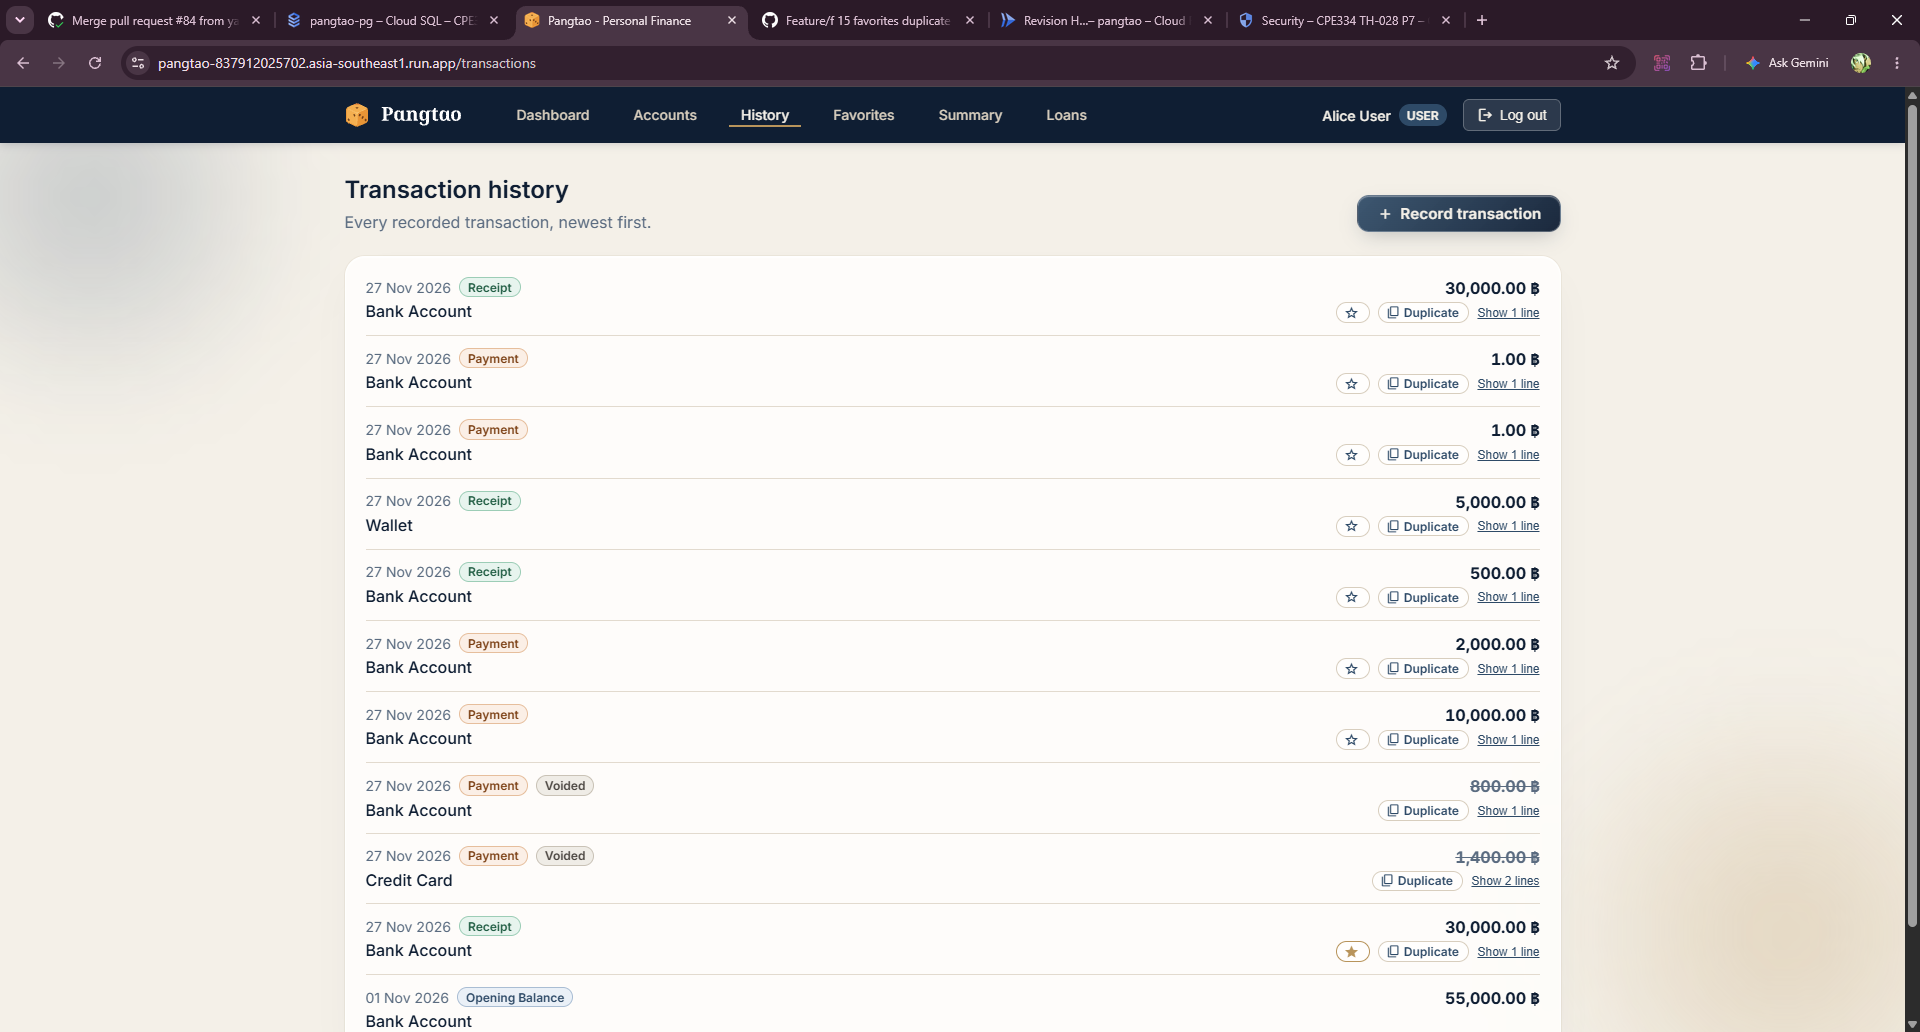 Merge pull request #84 from ya
pangtao-pg – Cloud SQL – CPE
Pangtao - Personal Finance
Feature/f 15 favorites duplicate
Revision H...– pangtao – Cloud
Security – CPE334 TH-028 P7 –
pangtao-837912025702.asia-southeast1.run.app/transactions
Ask Gemini
Pangtao
Dashboard
Accounts
History
Favorites
Summary
Loans
Alice User USER
Log out
Transaction history
Every recorded transaction, newest first.
+ Record transaction
27 Nov 2026 Receipt 30,000.00 ฿
Bank Account Duplicate Show 1 line
27 Nov 2026 Payment 1.00 ฿
Bank Account Duplicate Show 1 line
27 Nov 2026 Payment 1.00 ฿
Bank Account Duplicate Show 1 line
27 Nov 2026 Receipt 5,000.00 ฿
Wallet Duplicate Show 1 line
27 Nov 2026 Receipt 500.00 ฿
Bank Account Duplicate Show 1 line
27 Nov 2026 Payment 2,000.00 ฿
Bank Account Duplicate Show 1 line
27 Nov 2026 Payment 10,000.00 ฿
Bank Account Duplicate Show 1 line
27 Nov 2026 Payment Voided 800.00 ฿
Bank Account Duplicate Show 1 line
27 Nov 2026 Payment Voided 1,400.00 ฿
Credit Card Duplicate Show 2 lines
27 Nov 2026 Receipt 30,000.00 ฿
Bank Account Duplicate Show 1 line
01 Nov 2026 Opening Balance 55,000.00 ฿
Bank Account